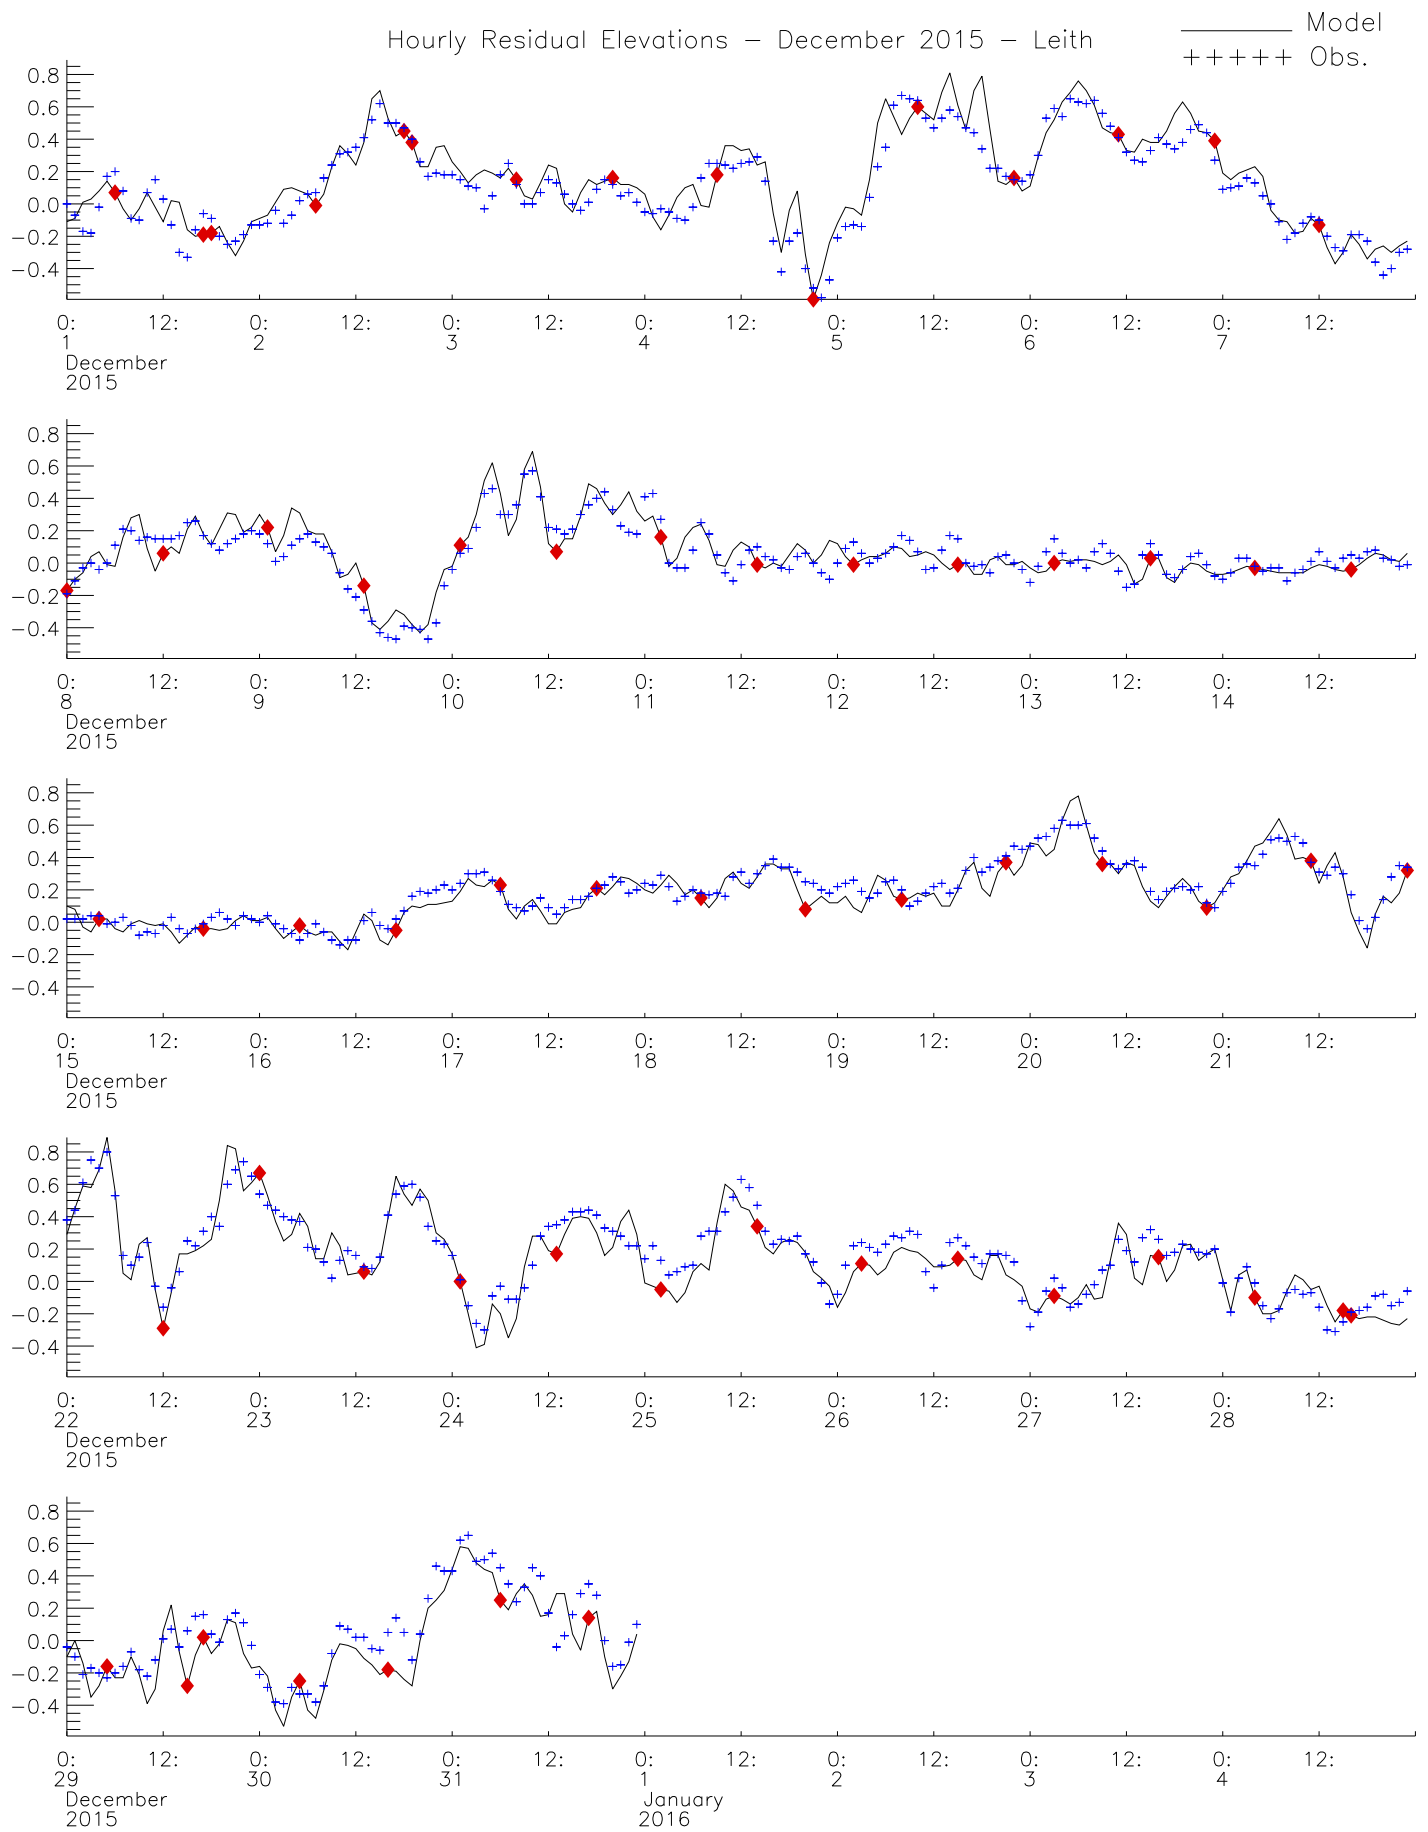 Hourly Residual Elevations – December 2015 – Leith
Model
+++++ Obs.
0.8
0.6
0.4
0.2
0.0
−0.2
−0.4
0: 12: 0: 12: 0: 12: 0: 12: 0: 12: 0: 12: 0: 12:
1 2 3 4 5 6 7
December
2015
0.8
0.6
0.4
0.2
0.0
−0.2
−0.4
0: 12: 0: 12: 0: 12: 0: 12: 0: 12: 0: 12: 0: 12:
8 9 10 11 12 13 14
December
2015
0.8
0.6
0.4
0.2
0.0
−0.2
−0.4
0: 12: 0: 12: 0: 12: 0: 12: 0: 12: 0: 12: 0: 12:
15 16 17 18 19 20 21
December
2015
0.8
0.6
0.4
0.2
0.0
−0.2
−0.4
0: 12: 0: 12: 0: 12: 0: 12: 0: 12: 0: 12: 0: 12:
22 23 24 25 26 27 28
December
2015
0.8
0.6
0.4
0.2
0.0
−0.2
−0.4
0: 12: 0: 12: 0: 12: 0: 12: 0: 12: 0: 12: 0: 12:
29 30 31 1 2 3 4
December January
2015 2016